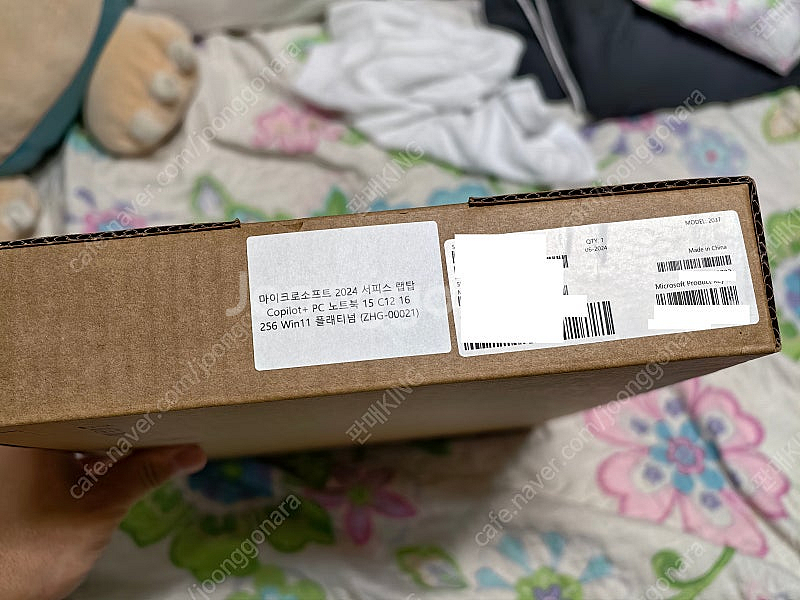 마이크로소프트 2024 서피스 랩탑
Copilot+ PC 노트북 15 C12 16
256 Win11 플래티넘 (ZHG-00021)
QTY. 1
06-2024
MODEL: 2037
Made in China
Microsoft Product Key
cafe.naver.com/joonggonara
판매KING